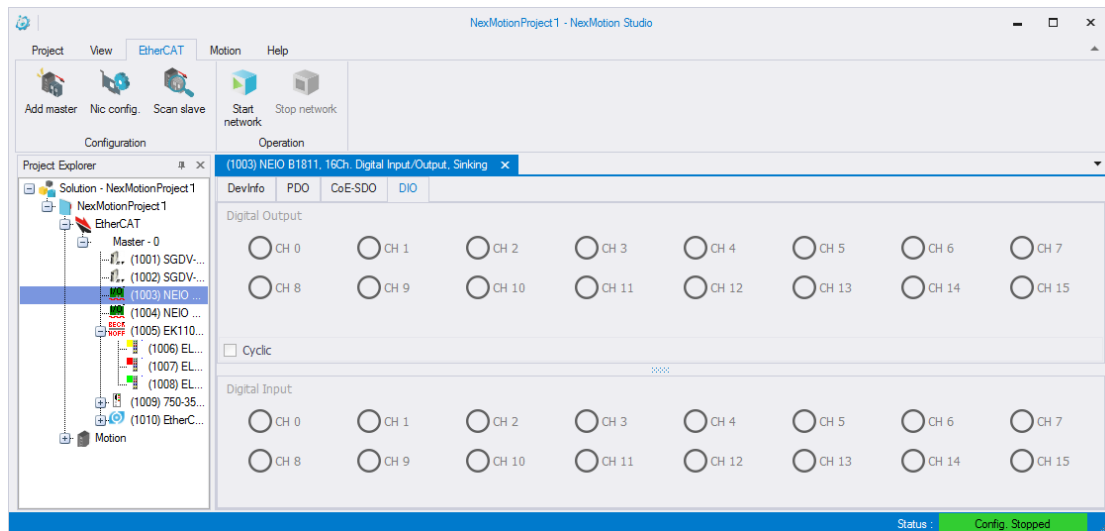 NexMotionProject1 - NexMotion Studio
Project View EtherCAT Motion Help
Add master Nic config. Scan slave Start network Stop network
Configuration Operation
Project Explorer
(1003) NEIO B1811, 16Ch. Digital Input/Output, Sinking
Solution - NexMotionProject1
NexMotionProject1
EtherCAT
Master - 0
(1001) SGDV-...
(1002) SGDV-...
(1003) NEIO ...
(1004) NEIO ...
BECK
HOFF
(1005) EK110...
(1006) EL...
(1007) EL...
(1008) EL...
(1009) 750-35...
(1010) EtherC...
Motion
DevInfo PDO CoE-SDO DIO
Digital Output
CH 0 CH 1 CH 2 CH 3 CH 4 CH 5 CH 6 CH 7
CH 8 CH 9 CH 10 CH 11 CH 12 CH 13 CH 14 CH 15
Cyclic
Digital Input
CH 0 CH 1 CH 2 CH 3 CH 4 CH 5 CH 6 CH 7
CH 8 CH 9 CH 10 CH 11 CH 12 CH 13 CH 14 CH 15
Status : Config. Stopped